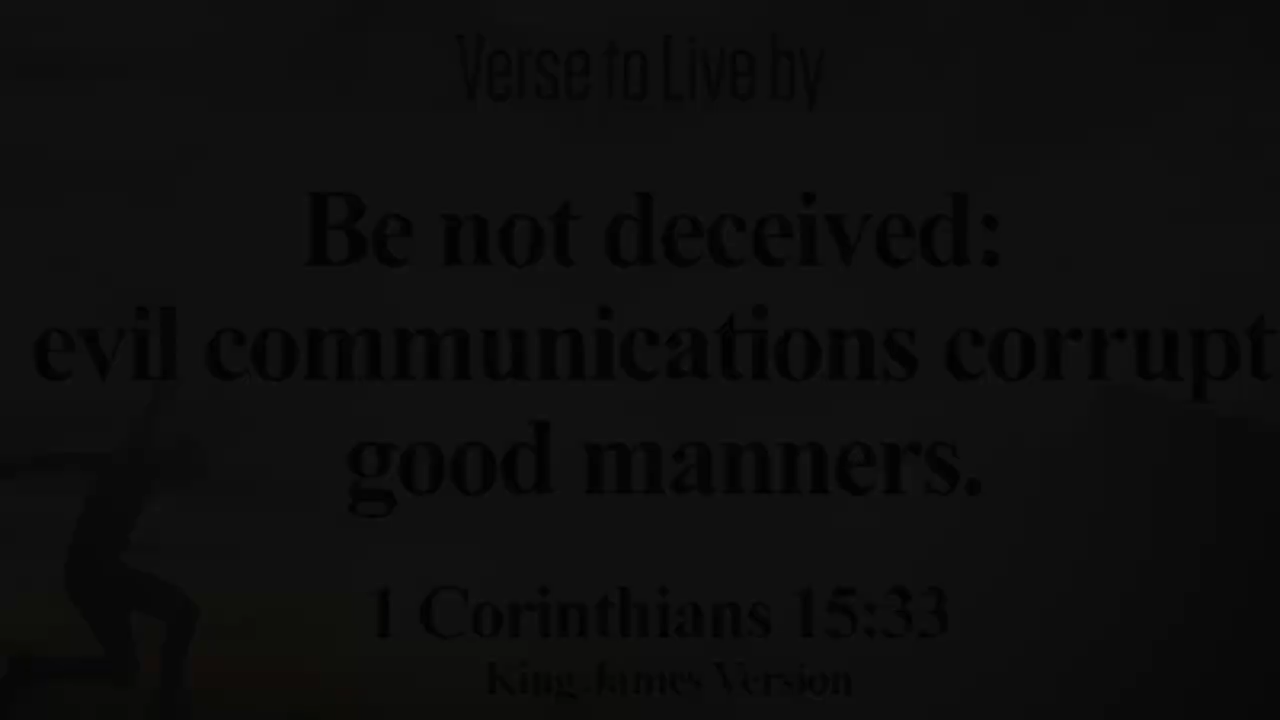 Verse to Live by
Be not deceived:
evil communications corrupt
good manners.
1 Corinthians 15:33
King James Version